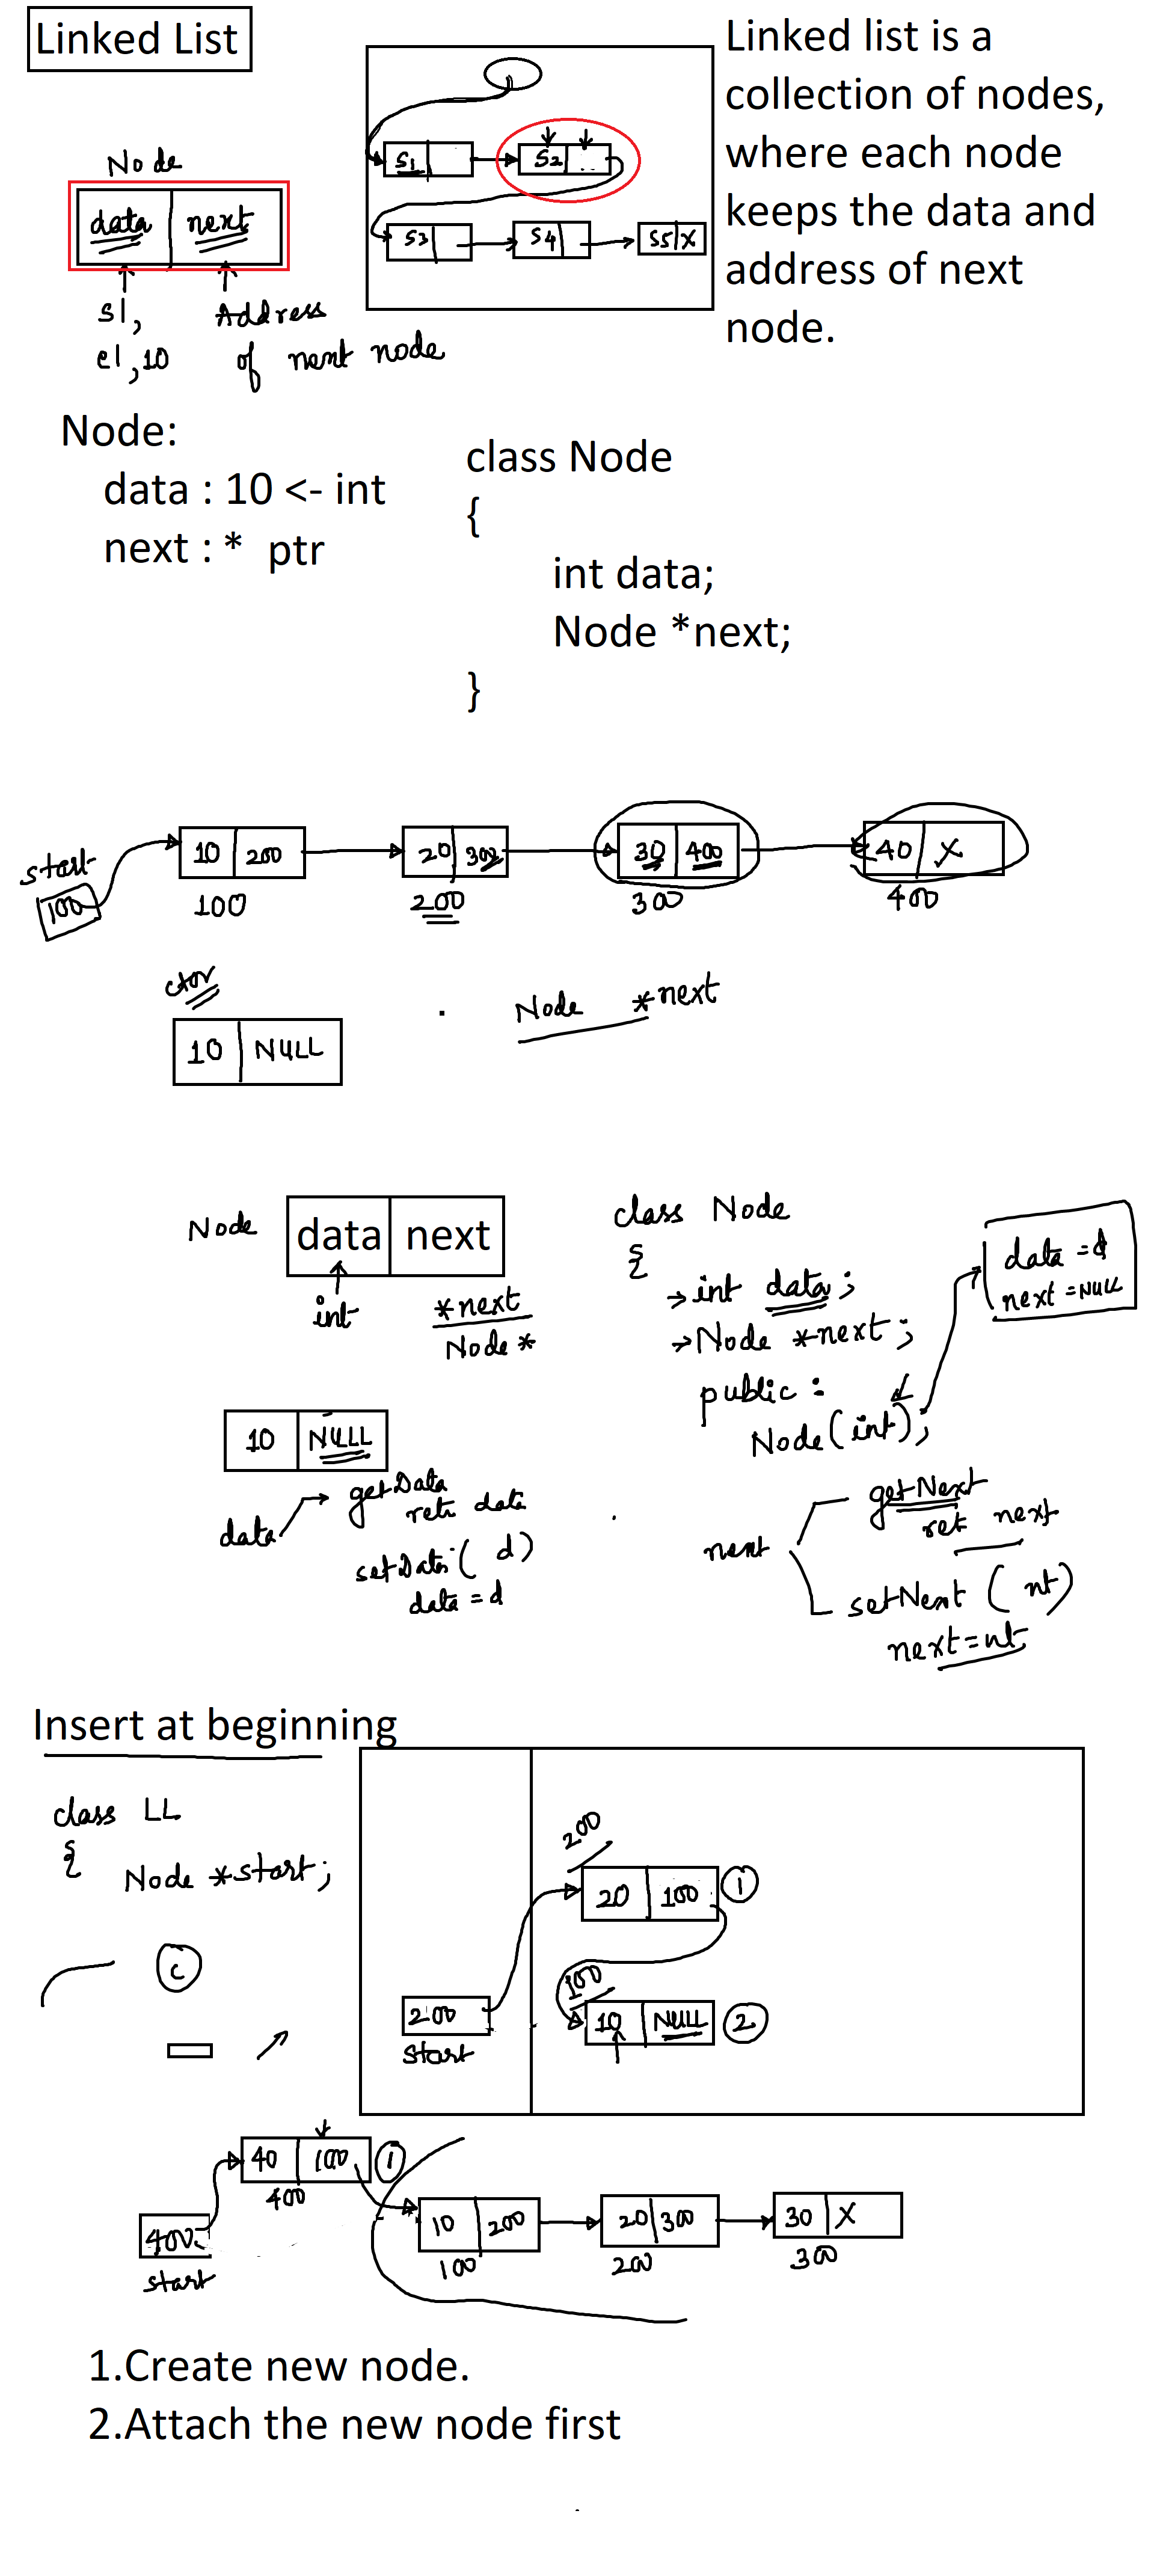 Linked List
Linked list is a
collection of nodes,
where each node
keeps the data and
address of next
node.
Node
data next
s1,
e1,10
Address
of next node
s1
s2
s3
s4
s5 X
Node:
data : 10 <- int
next : * ptr
class Node
{
int data;
Node *next;
}
start
100
10 200
100
20 300
200
30 400
300
40 X
400
ctor
10 NULL
Node *next
Node
data next
int
*next
Node *
class Node
{
int data ;
Node *next ;
public :
Node(int);
data = d
next = NULL
10 NULL
data
getData
retn data
setData( d)
data = d
next
getNext
ret next
setNext ( nt)
next=nt
Insert at beginning
class LL
{
Node *start;
C
200
20 100 1
100
10 NULL 2
200
start
40 100 1
400
400
start
10 200
100
20 300
200
30 X
300
1.Create new node.
2.Attach the new node first